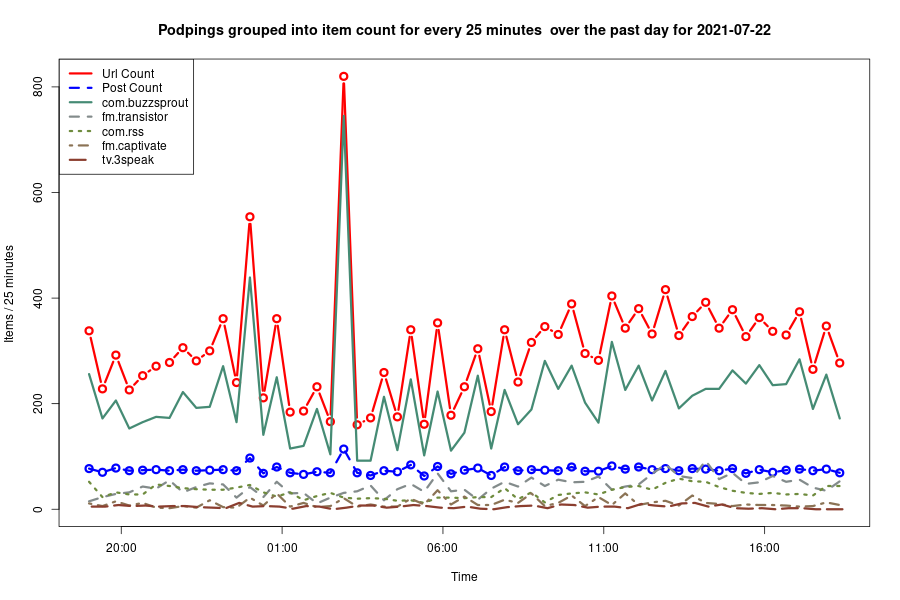 Podpings grouped into item count for every 25 minutes  over the past day for 2021-07-22
Url Count
Post Count
com.buzzsprout
fm.transistor
com.rss
fm.captivate
tv.3speak
Items / 25 minutes
800
600
400
200
0
20:00
01:00
06:00
11:00
16:00
Time